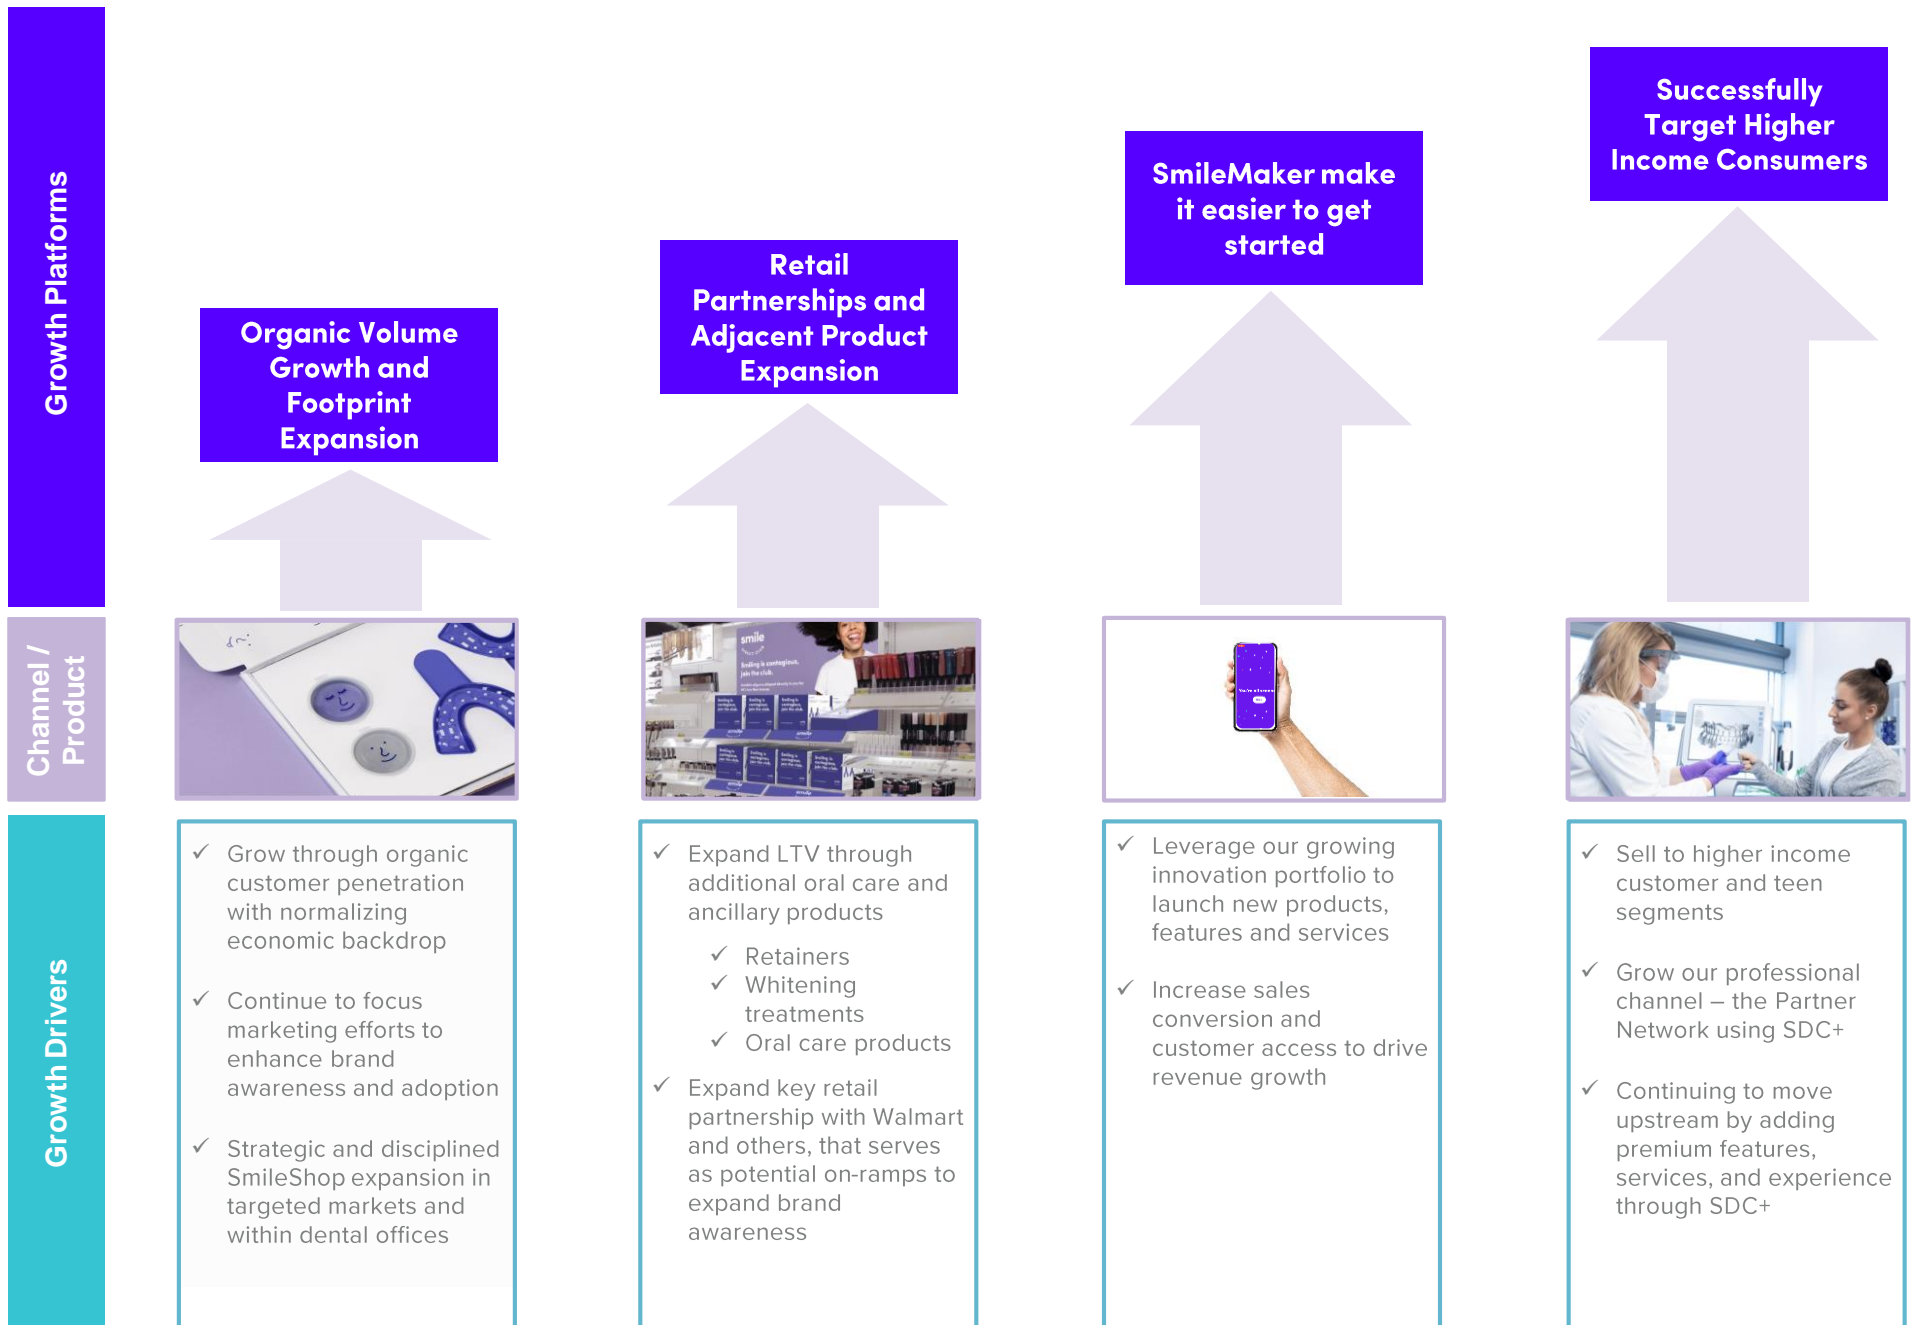 Growth Platforms
Organic Volume
Growth and
Footprint
Expansion
Retail
Partnerships and
Adjacent Product
Expansion
SmileMaker make
it easier to get
started
Successfully
Target Higher
Income Consumers
Channel /
Product
smile
Smiling is contagious,
join the club.
Growth Drivers
✓ Grow through organic
customer penetration
with normalizing
economic backdrop
✓ Continue to focus
marketing efforts to
enhance brand
awareness and adoption
✓ Strategic and disciplined
SmileShop expansion in
targeted markets and
within dental offices
✓ Expand LTV through
additional oral care and
ancillary products
✓ Retainers
✓ Whitening
treatments
✓ Oral care products
✓ Expand key retail
partnership with Walmart
and others, that serves
as potential on-ramps to
expand brand
awareness
✓ Leverage our growing
innovation portfolio to
launch new products,
features and services
✓ Increase sales
conversion and
customer access to drive
revenue growth
✓ Sell to higher income
customer and teen
segments
✓ Grow our professional
channel – the Partner
Network using SDC+
✓ Continuing to move
upstream by adding
premium features,
services, and experience
through SDC+